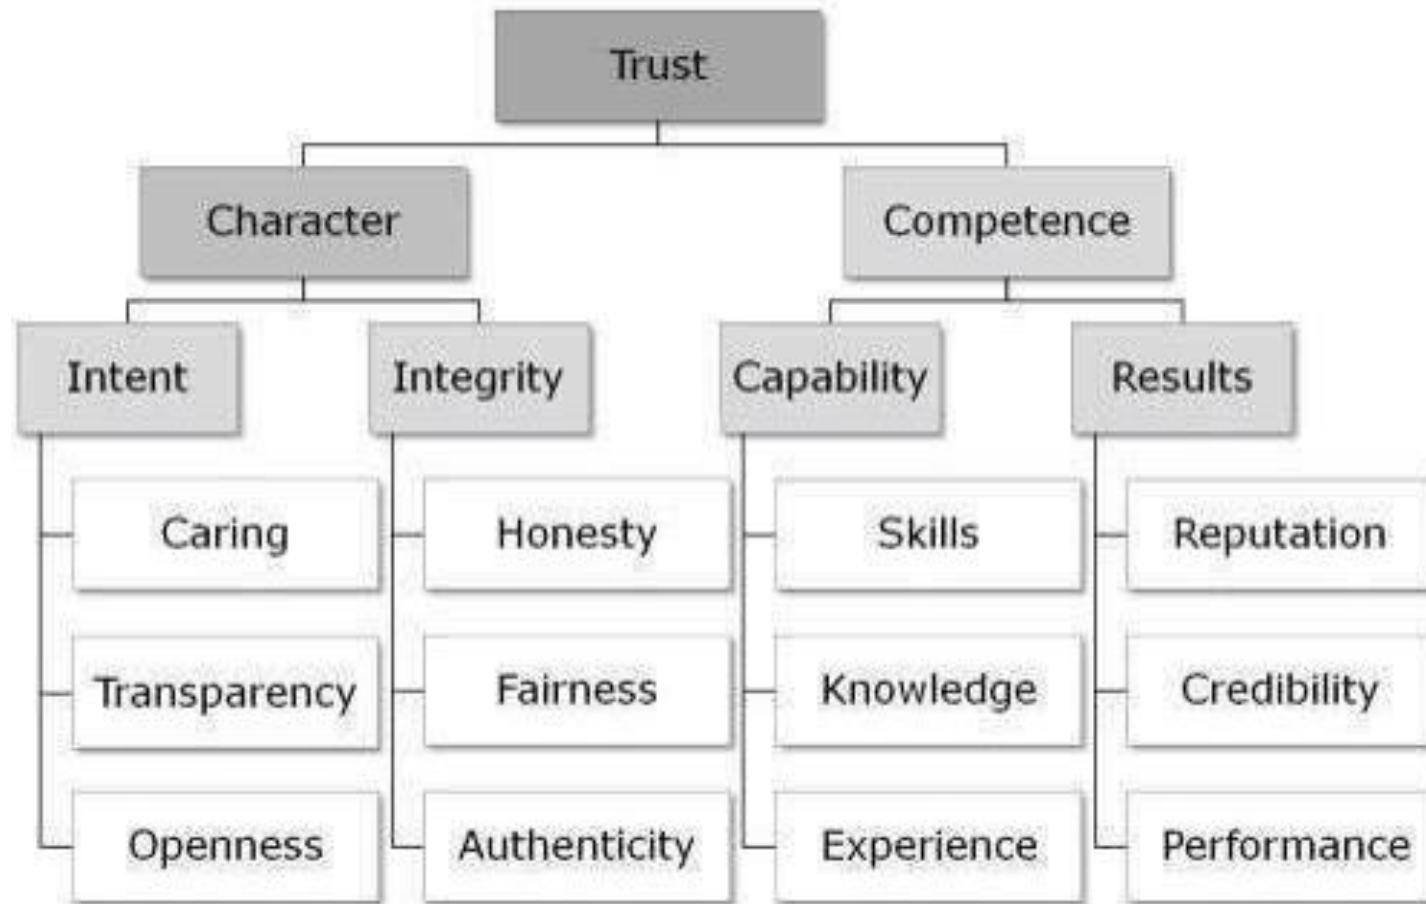 Trust
Character
Competence
Intent
Integrity
Capability
Results
Caring
Honesty
Skills
Reputation
Transparency
Fairness
Knowledge
Credibility
Openness
Authenticity
Experience
Performance